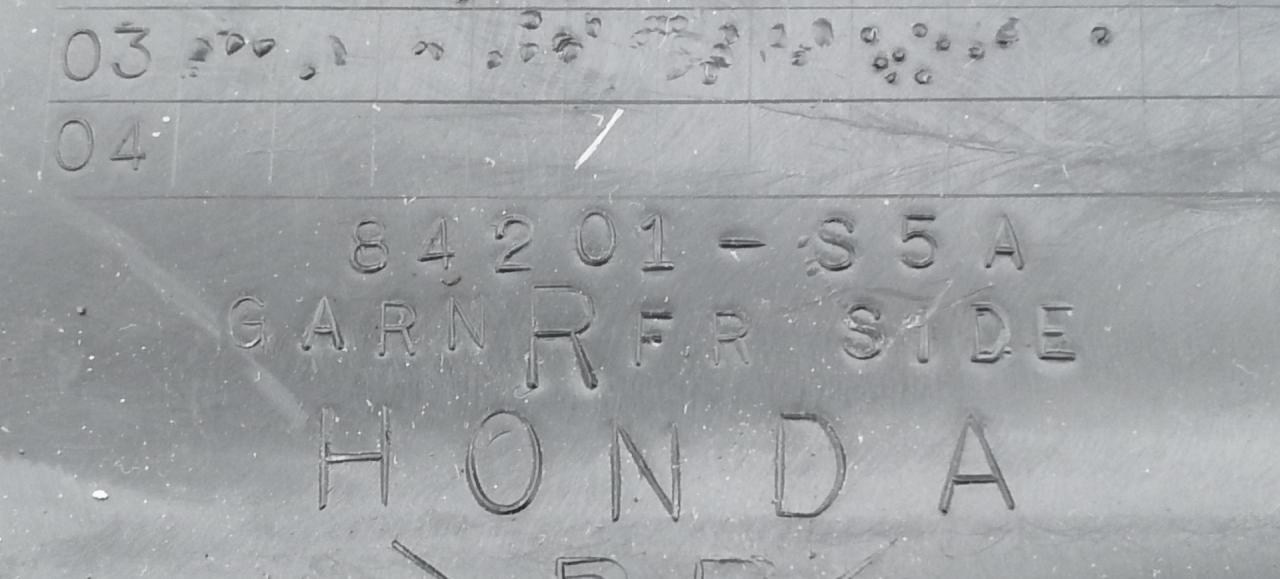 03
04
84201-S5A
GARN R FR SIDE
HONDA